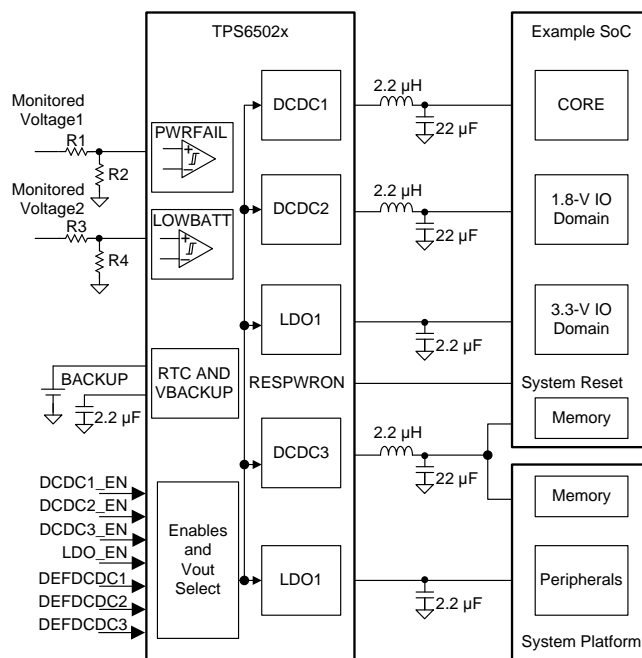 TPS6502x
Example SoC
Monitored
Voltage1
R1
R2
PWRFAIL
DCDC1
2.2 µH
22 µF
CORE
Monitored
Voltage2
R3
R4
LOWBATT
DCDC2
2.2 µH
22 µF
1.8-V IO
Domain
LDO1
2.2 µF
3.3-V IO
Domain
BACKUP
2.2 µF
RTC AND
VBACKUP
RESPWRON
System Reset
DCDC3
2.2 µH
22 µF
Memory
Memory
DCDC1_EN
DCDC2_EN
DCDC3_EN
LDO_EN
DEFDCDC1
DEFDCDC2
DEFDCDC3
Enables
and
Vout
Select
LDO1
2.2 µF
Peripherals
System Platform